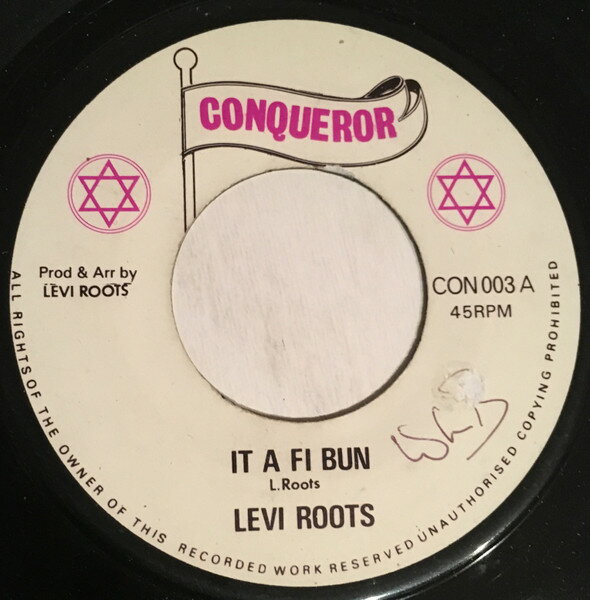 CONQUEROR
Prod & Arr by
LEVI ROOTS
CON 003 A
45RPM
IT A FI BUN
L.Roots
LEVI ROOTS
ALL RIGHTS OF THE OWNER OF THIS RECORDED WORK RESERVED UNAUTHORISED COPYING PROHIBITED